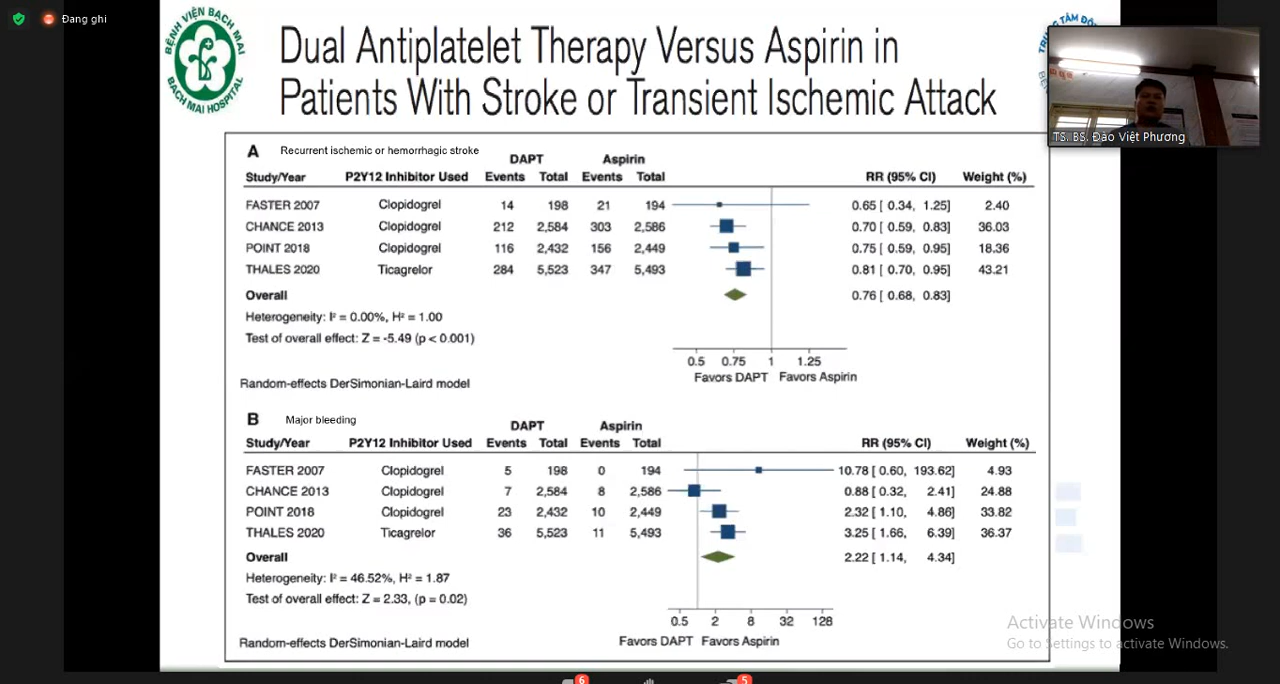 Đang ghi
BỆNH VIỆN BẠCH MAI
BACH MAI HOSPITAL
Dual Antiplatelet Therapy Versus Aspirin in
Patients With Stroke or Transient Ischemic Attack
TS. BS. Đào Việt Phương
A Recurrent ischemic or hemorrhagic stroke
DAPT Aspirin
Study/Year P2Y12 Inhibitor Used Events Total Events Total RR (95% CI) Weight (%)
FASTER 2007 Clopidogrel 14 198 21 194 0.65 [ 0.34, 1.25] 2.40
CHANCE 2013 Clopidogrel 212 2,584 303 2,586 0.70 [ 0.59, 0.83] 36.03
POINT 2018 Clopidogrel 116 2,432 156 2,449 0.75 [ 0.59, 0.95] 18.36
THALES 2020 Ticagrelor 284 5,523 347 5,493 0.81 [ 0.70, 0.95] 43.21
Overall 0.76 [ 0.68, 0.83]
Heterogeneity: I² = 0.00%, H² = 1.00
Test of overall effect: Z = -5.49 (p < 0.001)
0.5 0.75 1 1.25
Favors DAPT Favors Aspirin
Random-effects DerSimonian-Laird model
B Major bleeding
DAPT Aspirin
Study/Year P2Y12 Inhibitor Used Events Total Events Total RR (95% CI) Weight (%)
FASTER 2007 Clopidogrel 5 198 0 194 10.78 [ 0.60, 193.62] 4.93
CHANCE 2013 Clopidogrel 7 2,584 8 2,586 0.88 [ 0.32, 2.41] 24.88
POINT 2018 Clopidogrel 23 2,432 10 2,449 2.32 [ 1.10, 4.86] 33.82
THALES 2020 Ticagrelor 36 5,523 11 5,493 3.25 [ 1.66, 6.39] 36.37
Overall 2.22 [ 1.14, 4.34]
Heterogeneity: I² = 46.52%, H² = 1.87
Test of overall effect: Z = 2.33, (p = 0.02)
0.5 2 8 32 128
Favors DAPT Favors Aspirin
Random-effects DerSimonian-Laird model
Activate Windows
Go to Settings to activate Windows.
6 5